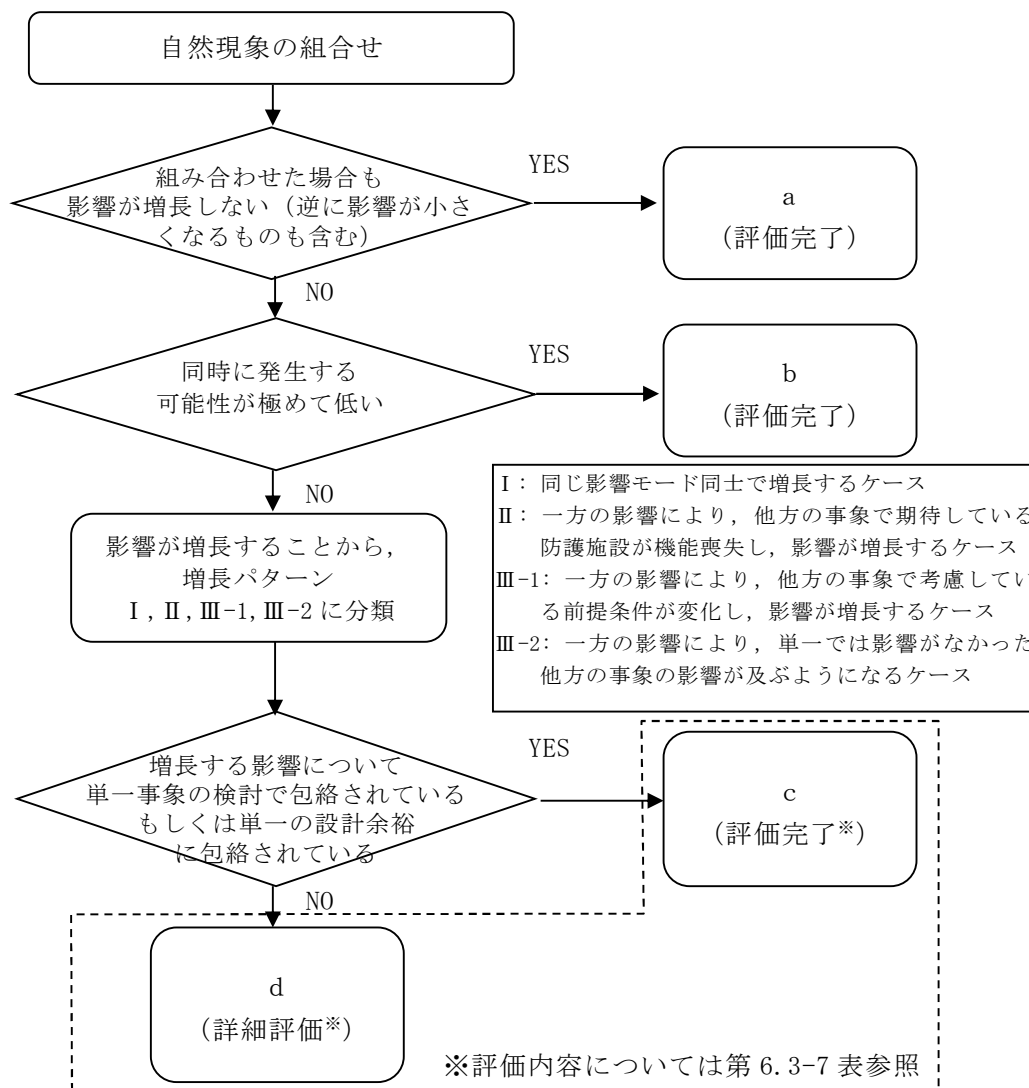 自然現象の組合せ
組み合わせた場合も
影響が増長しない（逆に影響が小さ
くなるものも含む）
YES
a
（評価完了）
NO
同時に発生する
可能性が極めて低い
YES
b
（評価完了）
NO
影響が増長することから，
増長パターン
Ⅰ，Ⅱ，Ⅲ-1，Ⅲ-2 に分類
Ⅰ： 同じ影響モード同士で増長するケース
Ⅱ： 一方の影響により，他方の事象で期待している
防護施設が機能喪失し，影響が増長するケース
Ⅲ-1：一方の影響により，他方の事象で考慮してい
る前提条件が変化し，影響が増長するケース
Ⅲ-2：一方の影響により，単一では影響がなかった
他方の事象の影響が及ぶようになるケース
増長する影響について
単一事象の検討で包絡されている
もしくは単一の設計余裕
に包絡されている
YES
c
（評価完了※）
NO
d
（詳細評価※）
※評価内容については第 6.3-7 表参照